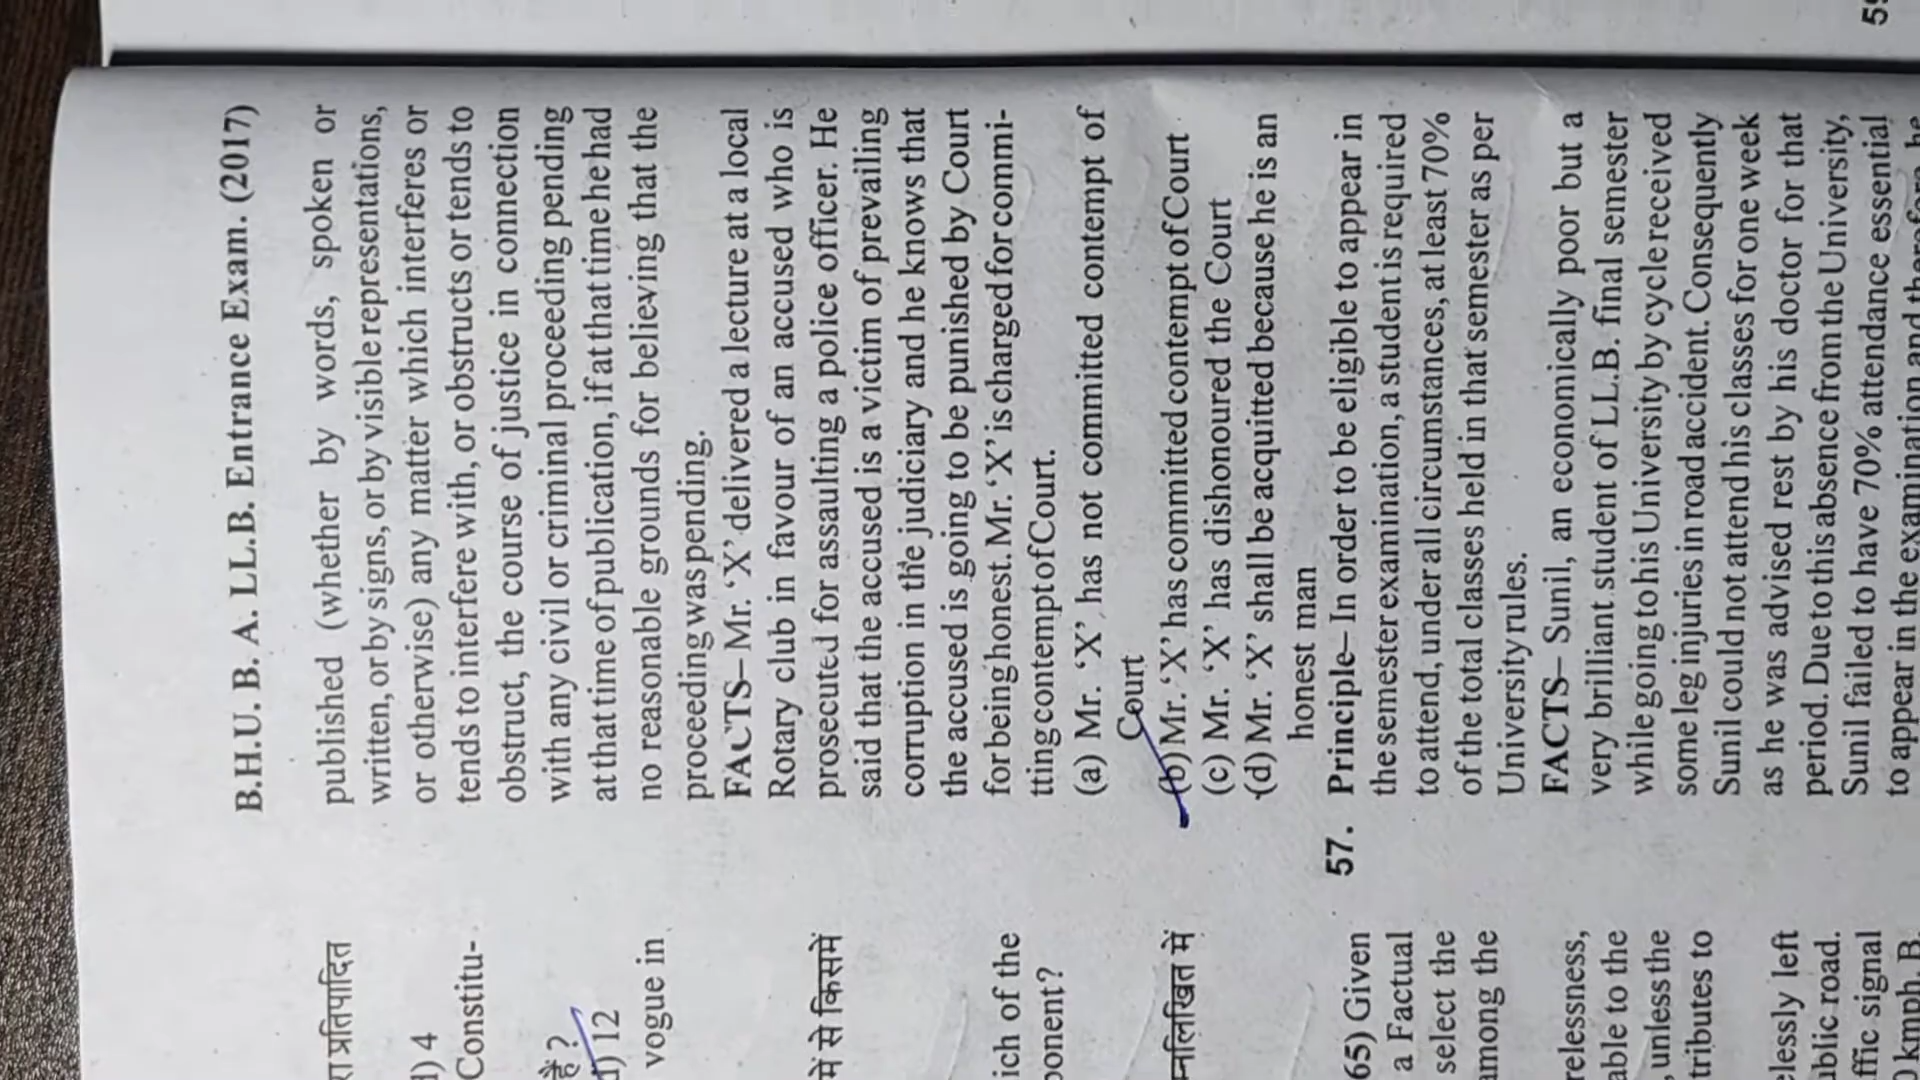 B.H.U. B. A. LL.B. Entrance Exam. (2017)
published (whether by words, spoken or
written, or by signs, or by visible representations,
or otherwise) any matter which interferes or
tends to interfere with, or obstructs or tends to
obstruct, the course of justice in connection
with any civil or criminal proceeding pending
at that time of publication, if at that time he had
no reasonable grounds for believing that the
proceeding was pending.
FACTS– Mr. ‘X’ delivered a lecture at a local
Rotary club in favour of an accused who is
prosecuted for assaulting a police officer. He
said that the accused is a victim of prevailing
corruption in the judiciary and he knows that
the accused is going to be punished by Court
for being honest. Mr. ‘X’ is charged for commi-
tting contempt of Court.
(a) Mr. ‘X’ has not committed contempt of
Court
(b) Mr. ‘X’ has committed contempt of Court
(c) Mr. ‘X’ has dishonoured the Court
(d) Mr. ‘X’ shall be acquitted because he is an
honest man
57. Principle– In order to be eligible to appear in
the semester examination, a student is required
to attend, under all circumstances, at least 70%
of the total classes held in that semester as per
University rules.
FACTS– Sunil, an economically poor but a
very brilliant student of LL.B. final semester
while going to his University by cycle received
some leg injuries in road accident. Consequently
Sunil could not attend his classes for one week
as he was advised rest by his doctor for that
period. Due to this absence from the University,
Sunil failed to have 70% attendance essential
to appear in the examination and therefore he
प्रतिपादित
4
Constitu-
हैं ?
12
vogue in
में से किसमें
of the
में
65) Given
a Factual
select the
among the
able to the
, unless the
left
road.
signal
kmph. B.